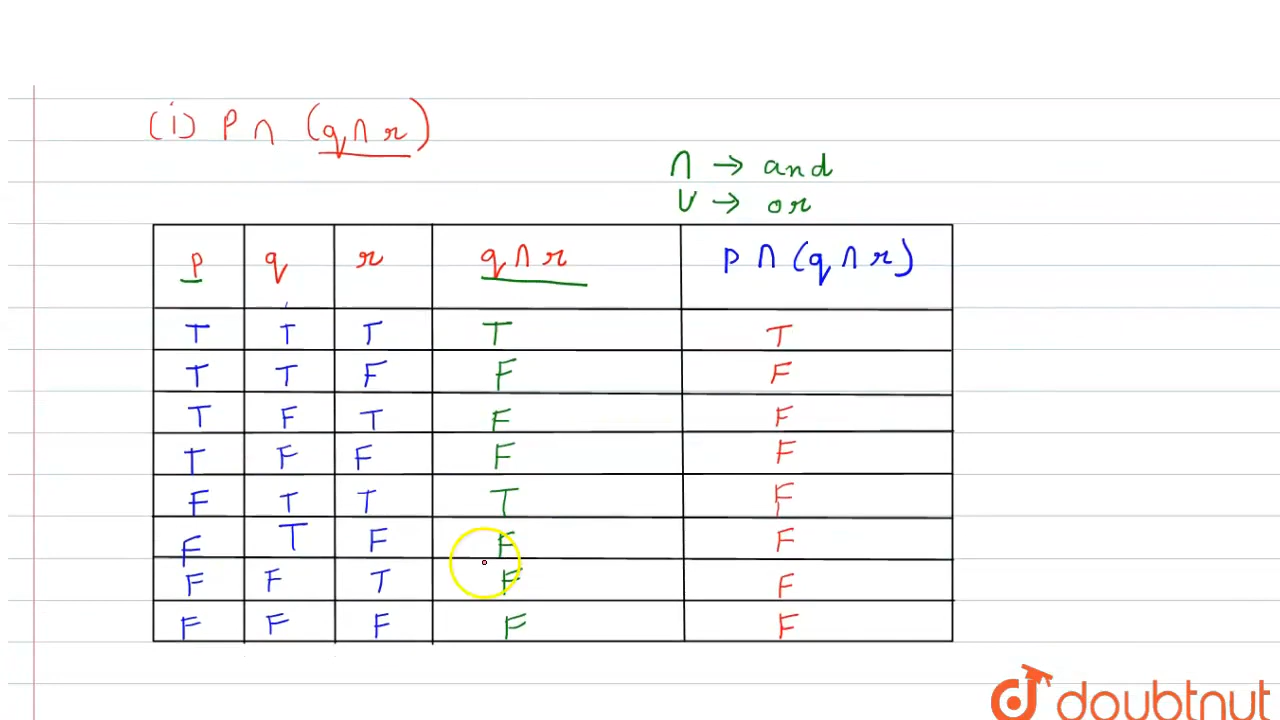 (i) p ∩ (q ∩ r)
∩ → and
∪ → or
p q r q ∩ r p ∩ (q ∩ r)
T T T T T
T T F F F
T F T F F
T F F F F
F T T T F
F T F F F
F F T F F
F F F F F
doubtnut